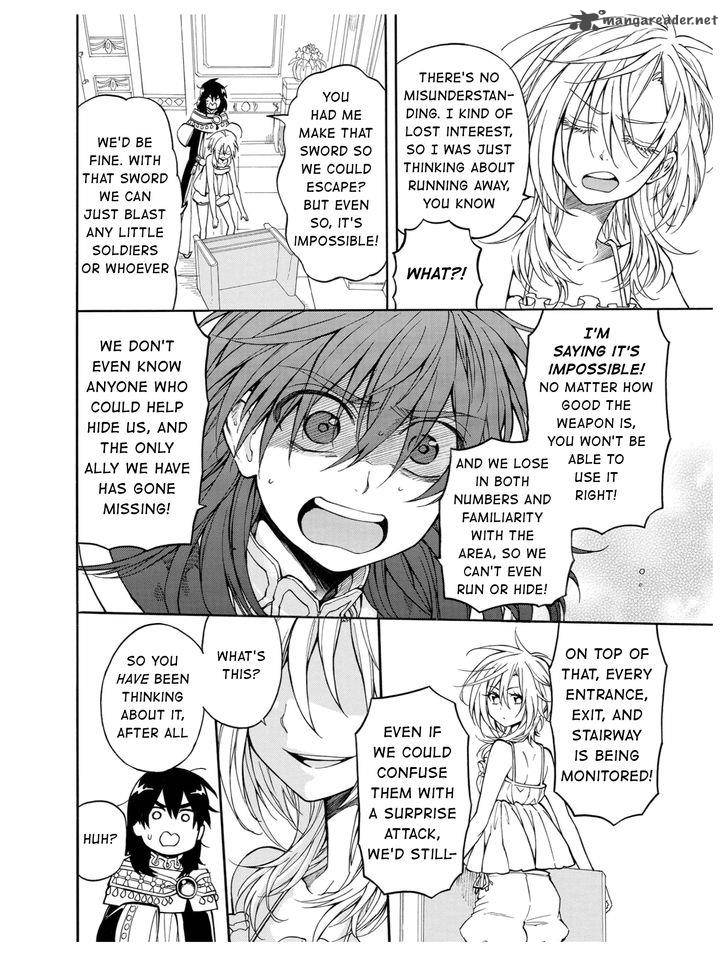 mangareader.net
THERE'S NO
MISUNDERSTAN-
DING. I KIND OF
LOST INTEREST,
SO I WAS JUST
THINKING ABOUT
RUNNING AWAY,
YOU KNOW
WHAT?!
YOU
HAD ME
MAKE THAT
SWORD SO
WE COULD
ESCAPE?
BUT EVEN
SO, IT'S
IMPOSSIBLE!
WE'D BE
FINE. WITH
THAT SWORD
WE CAN
JUST BLAST
ANY LITTLE
SOLDIERS
OR WHOEVER
I'M
SAYING IT'S
IMPOSSIBLE!
NO MATTER HOW
GOOD THE
WEAPON IS,
YOU WON'T BE
ABLE TO
USE IT
RIGHT!
AND WE LOSE
IN BOTH
NUMBERS AND
FAMILIARITY
WITH THE
AREA, SO WE
CAN'T EVEN
RUN OR HIDE!
WE DON'T
EVEN KNOW
ANYONE WHO
COULD HELP
HIDE US, AND
THE ONLY
ALLY WE HAVE
HAS GONE
MISSING!
ON TOP OF
THAT, EVERY
ENTRANCE,
EXIT, AND
STAIRWAY
IS BEING
MONITORED!
EVEN IF
WE COULD
CONFUSE
THEM WITH
A SURPRISE
ATTACK,
WE'D STILL-
WHAT'S
THIS?
SO YOU
HAVE BEEN
THINKING
ABOUT IT,
AFTER ALL
HUH?